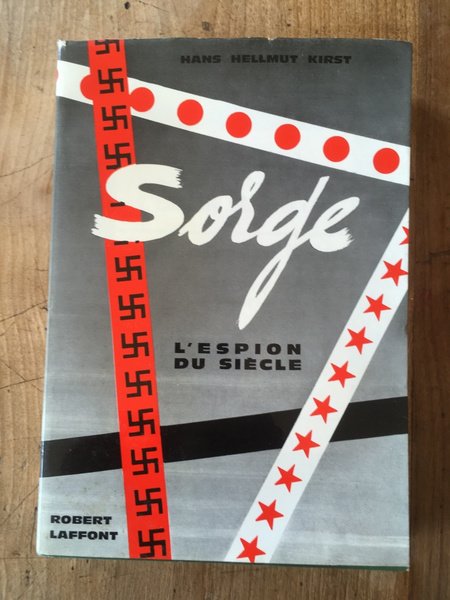 HANS HELLMUT KIRST
Sorge
L'ESPION
DU SIÈCLE
ROBERT
LAFFONT